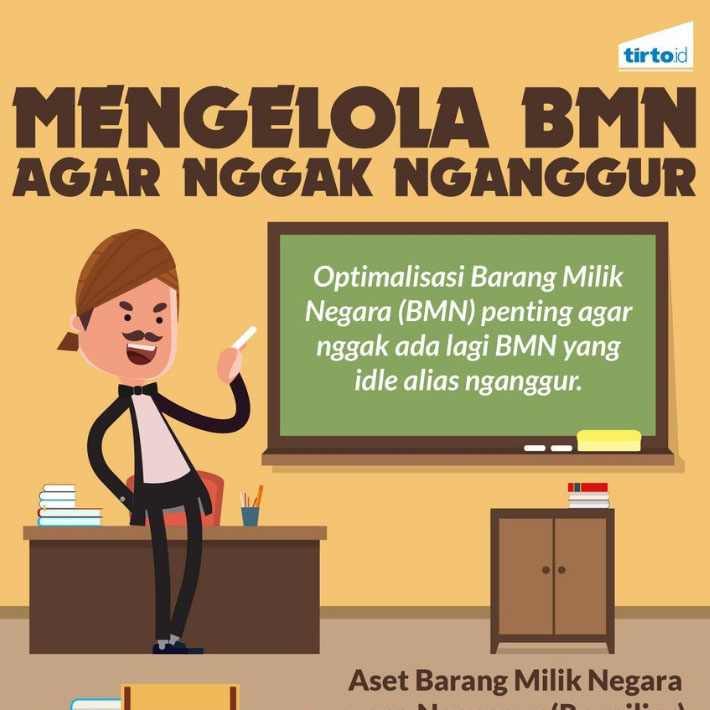 tirto.id
MENGELOLA BMN
AGAR NGGAK NGANGGUR
Optimalisasi Barang Milik
Negara (BMN) penting agar
nggak ada lagi BMN yang
idle alias nganggur.
Aset Barang Milik Negara